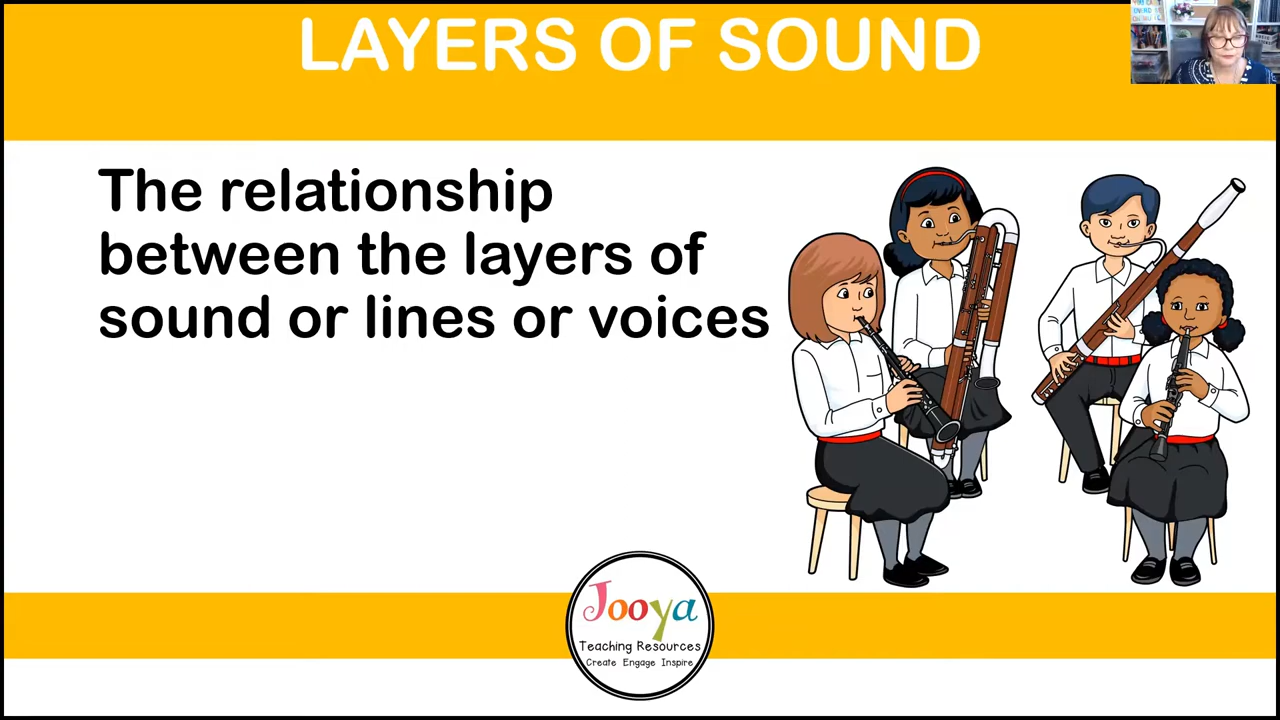 LAYERS OF SOUND
The relationship
between the layers of
sound or lines or voices
Jooya
Teaching Resources
Create Engage Inspire